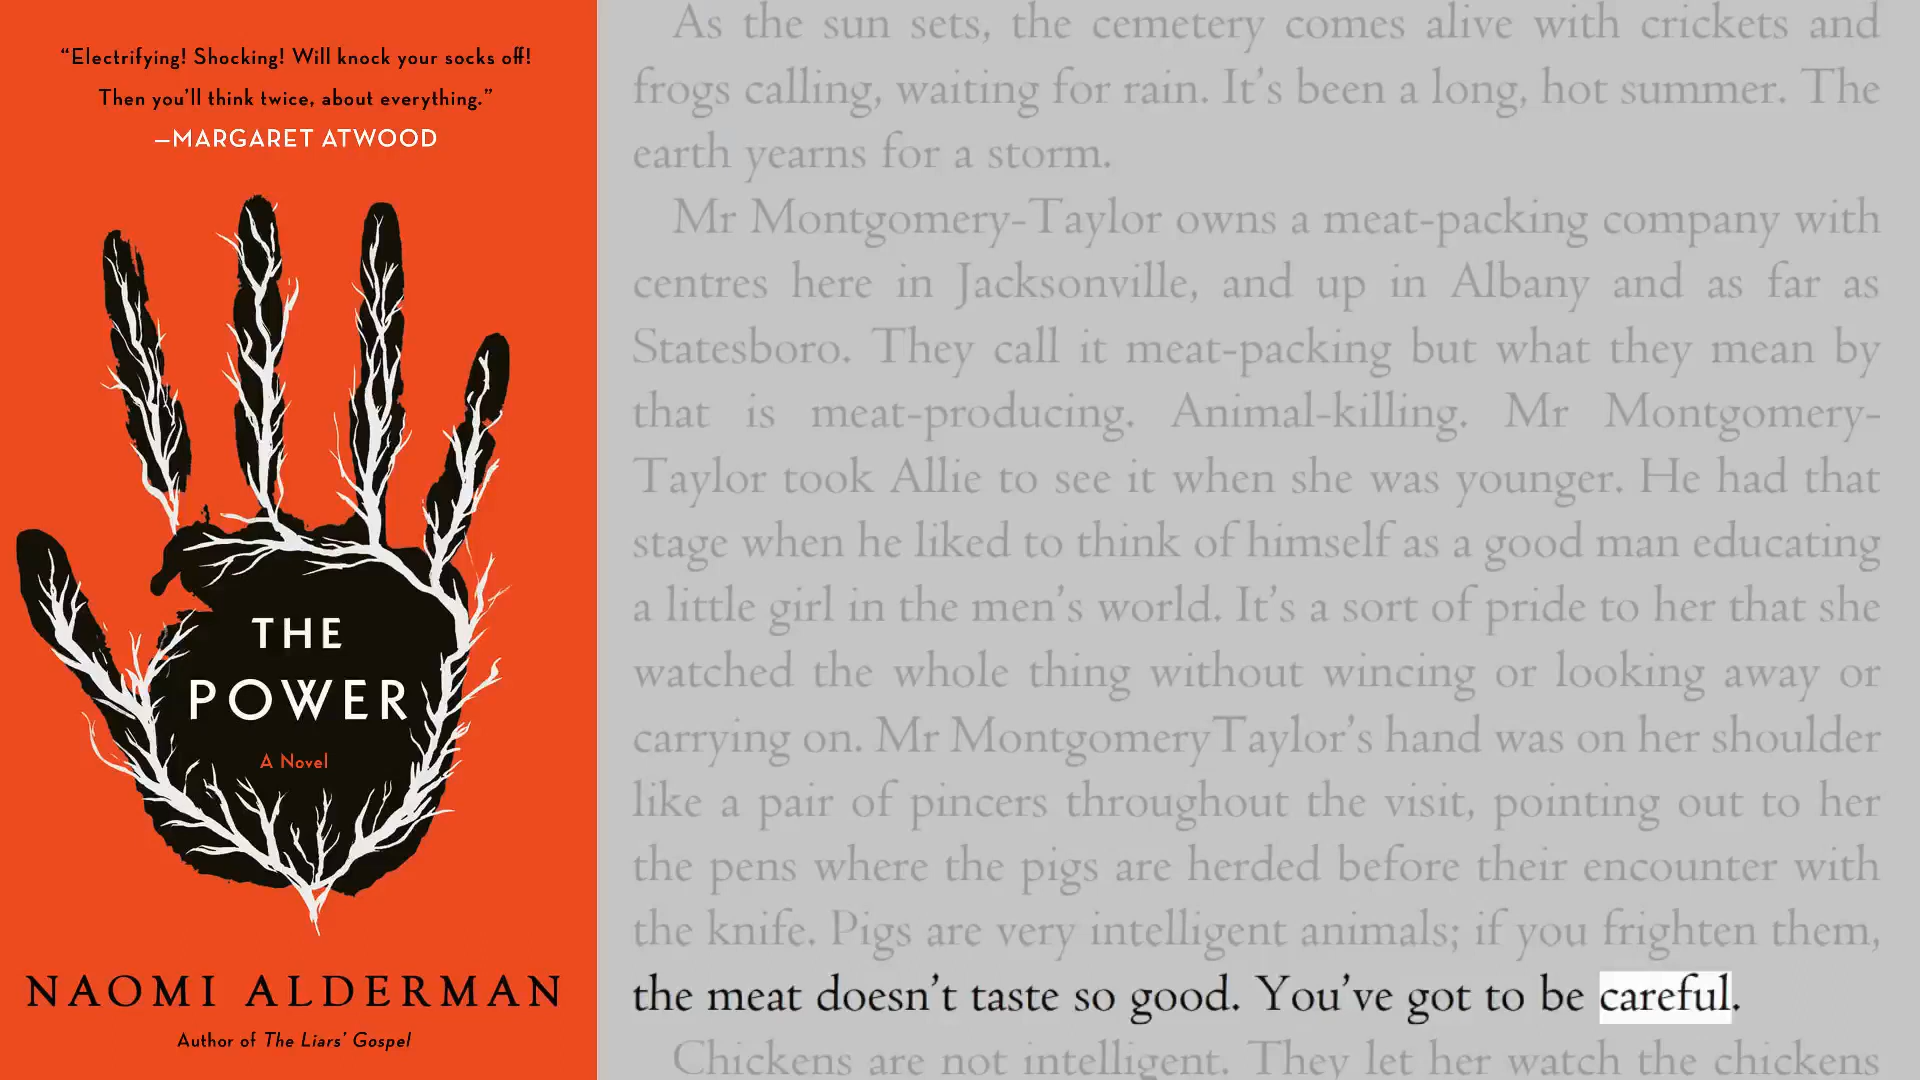 “Electrifying! Shocking! Will knock your socks off!
Then you’ll think twice, about everything.”
—MARGARET ATWOOD
THE
POWER
A Novel
NAOMI ALDERMAN
Author of The Liars’ Gospel
As the sun sets, the cemetery comes alive with crickets and
frogs calling, waiting for rain. It’s been a long, hot summer. The
earth yearns for a storm.
Mr Montgomery-Taylor owns a meat-packing company with
centres here in Jacksonville, and up in Albany and as far as
Statesboro. They call it meat-packing but what they mean by
that is meat-producing. Animal-killing. Mr Montgomery-
Taylor took Allie to see it when she was younger. He had that
stage when he liked to think of himself as a good man educating
a little girl in the men’s world. It’s a sort of pride to her that she
watched the whole thing without wincing or looking away or
carrying on. Mr MontgomeryTaylor’s hand was on her shoulder
like a pair of pincers throughout the visit, pointing out to her
the pens where the pigs are herded before their encounter with
the knife. Pigs are very intelligent animals; if you frighten them,
the meat doesn’t taste so good. You’ve got to be careful.
Chickens are not intelligent. They let her watch the chickens